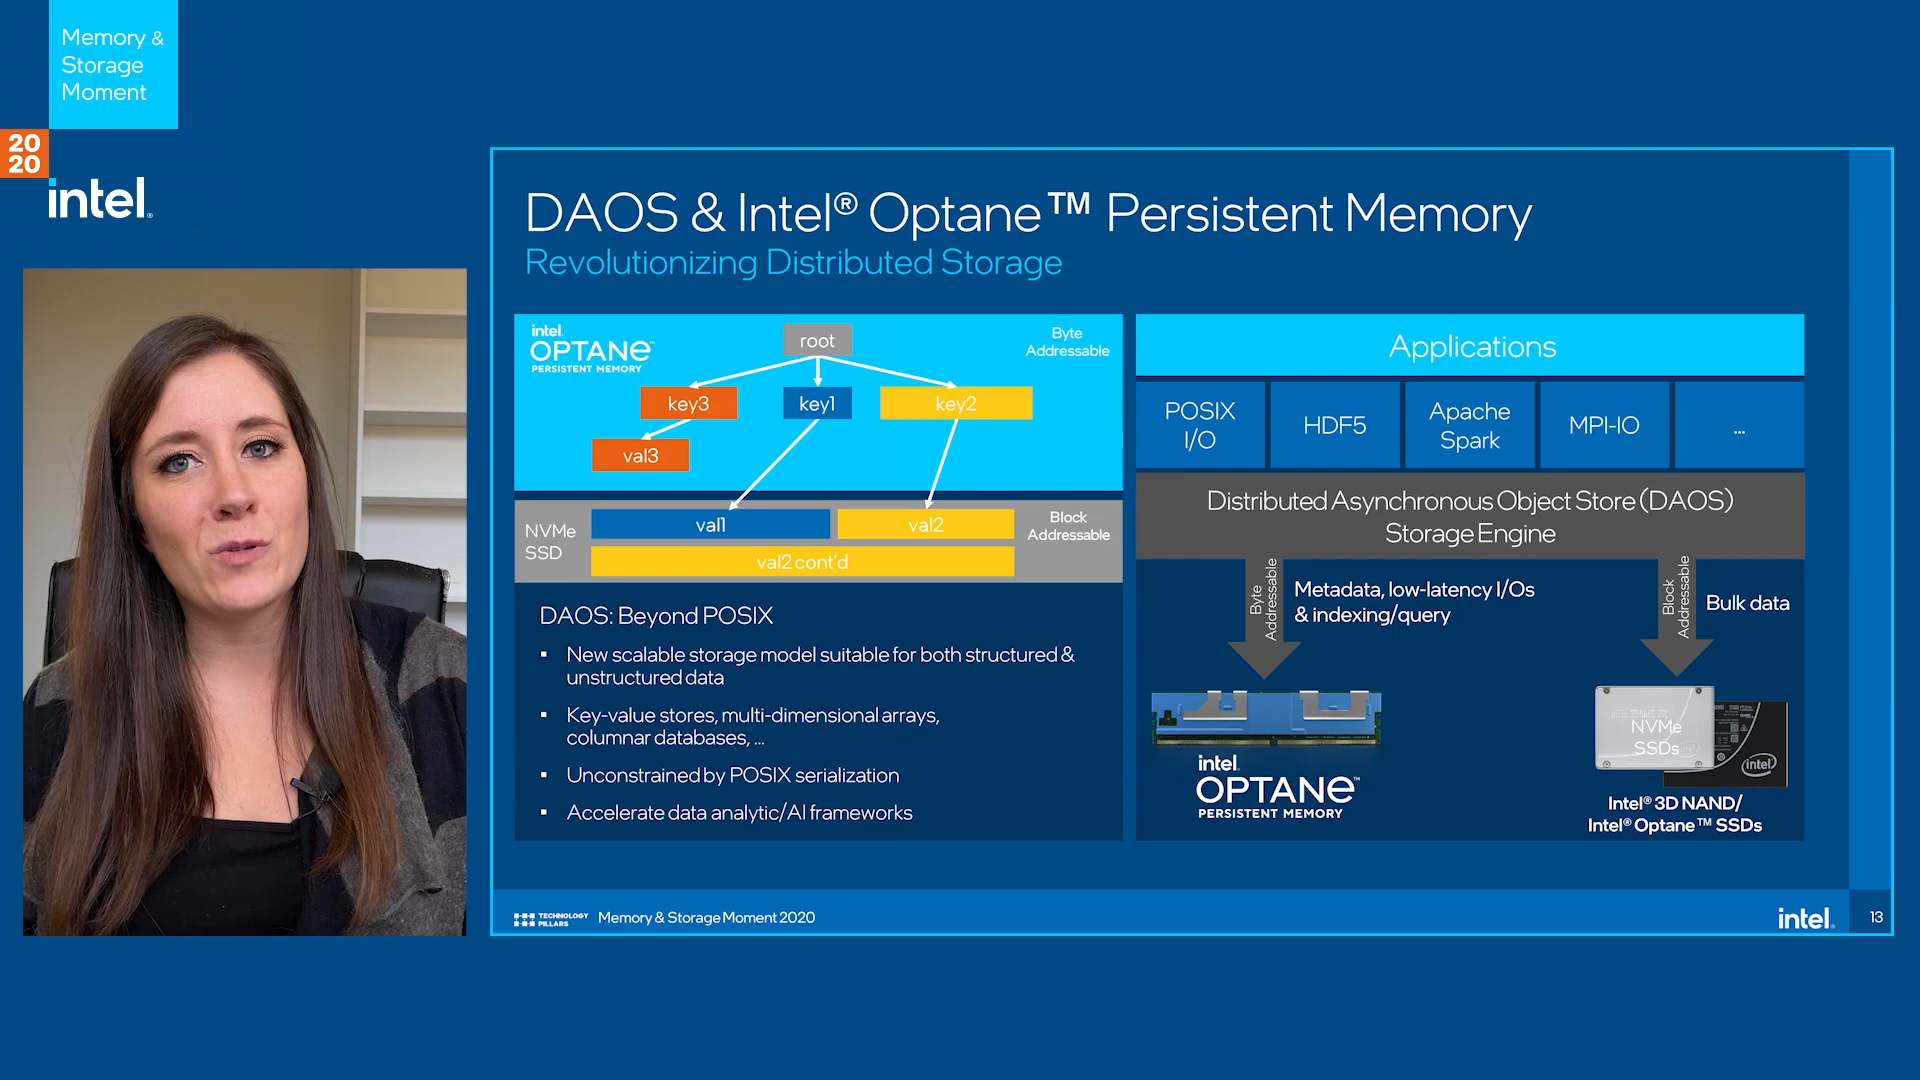 Memory &
Storage
Moment
20
20
intel.
DAOS & Intel® Optane™ Persistent Memory
Revolutionizing Distributed Storage
intel
OPTANE™
PERSISTENT MEMORY
root
Byte
Addressable
key3
key1
key2
val3
NVMe
SSD
val1
val2
Block
Addressable
val2 cont'd
DAOS: Beyond POSIX
▪ New scalable storage model suitable for both structured &
unstructured data
▪ Key-value stores, multi-dimensional arrays,
columnar databases, ...
▪ Unconstrained by POSIX serialization
▪ Accelerate data analytic/AI frameworks
Applications
POSIX
I/O
HDF5
Apache
Spark
MPI-IO
...
Distributed Asynchronous Object Store (DAOS)
Storage Engine
Byte
Addressable
Metadata, low-latency I/Os
& indexing/query
Block
Addressable
Bulk data
intel.
OPTANE™
PERSISTENT MEMORY
NVMe
SSDs
intel
Intel® 3D NAND/
Intel® Optane™ SSDs
TECHNOLOGY
PILLARS
Memory & Storage Moment 2020
intel.
13